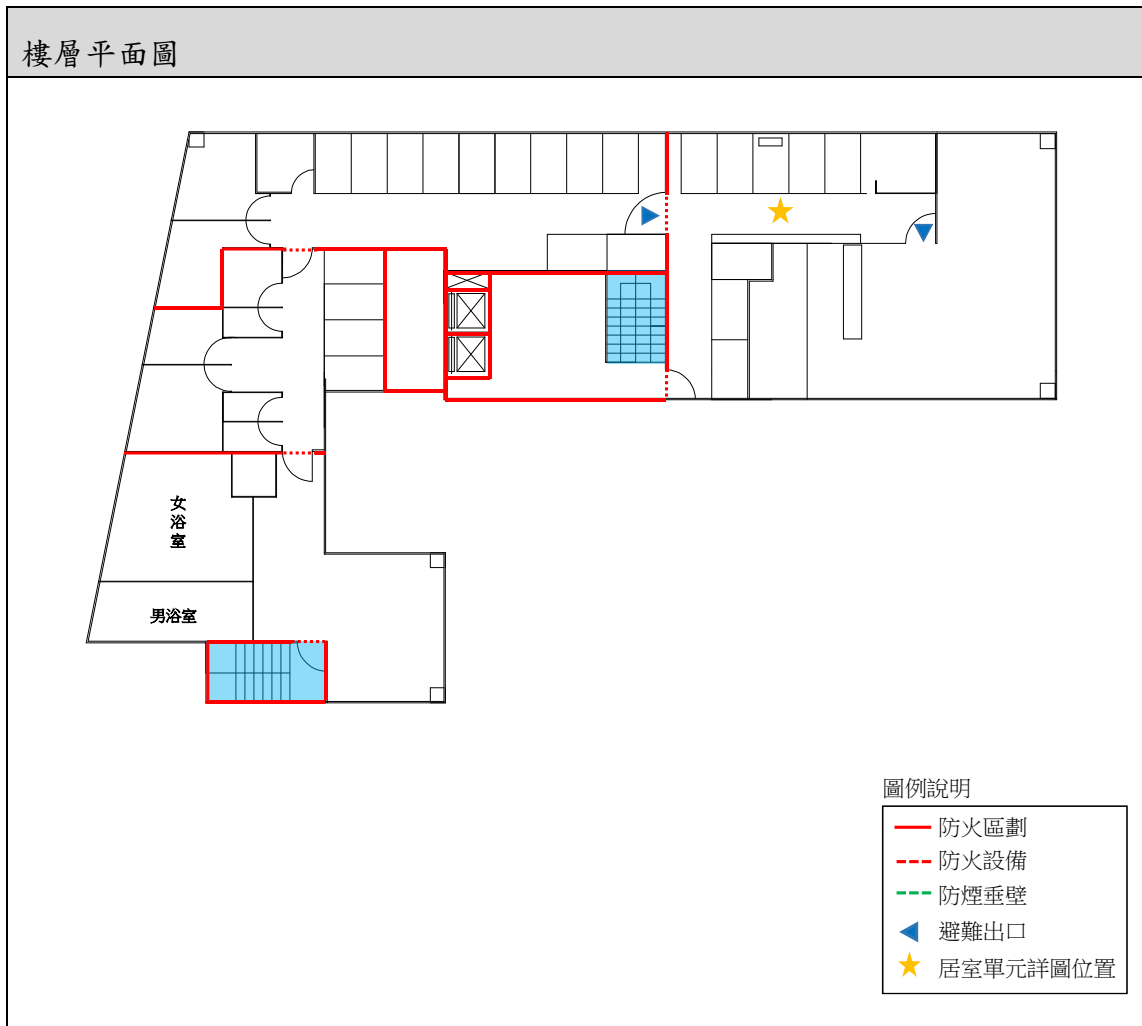 樓層平面圖
女浴室
男浴室
圖例說明
防火區劃
防火設備
防煙垂壁
避難出口
居室單元詳圖位置